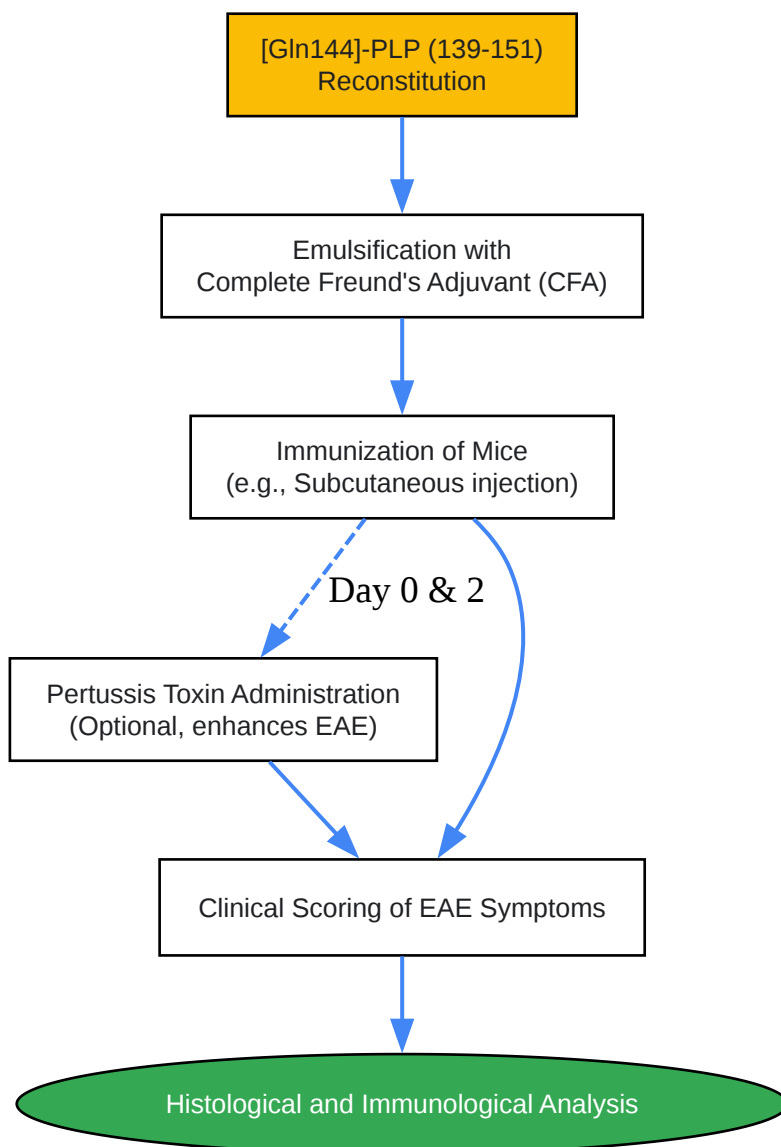 [Gln144]-PLP (139-151)
Reconstitution
Emulsification with
Complete Freund's Adjuvant (CFA)
Immunization of Mice
(e.g., Subcutaneous injection)
Day 0 & 2
Pertussis Toxin Administration
(Optional, enhances EAE)
Clinical Scoring of EAE Symptoms
Histological and Immunological Analysis